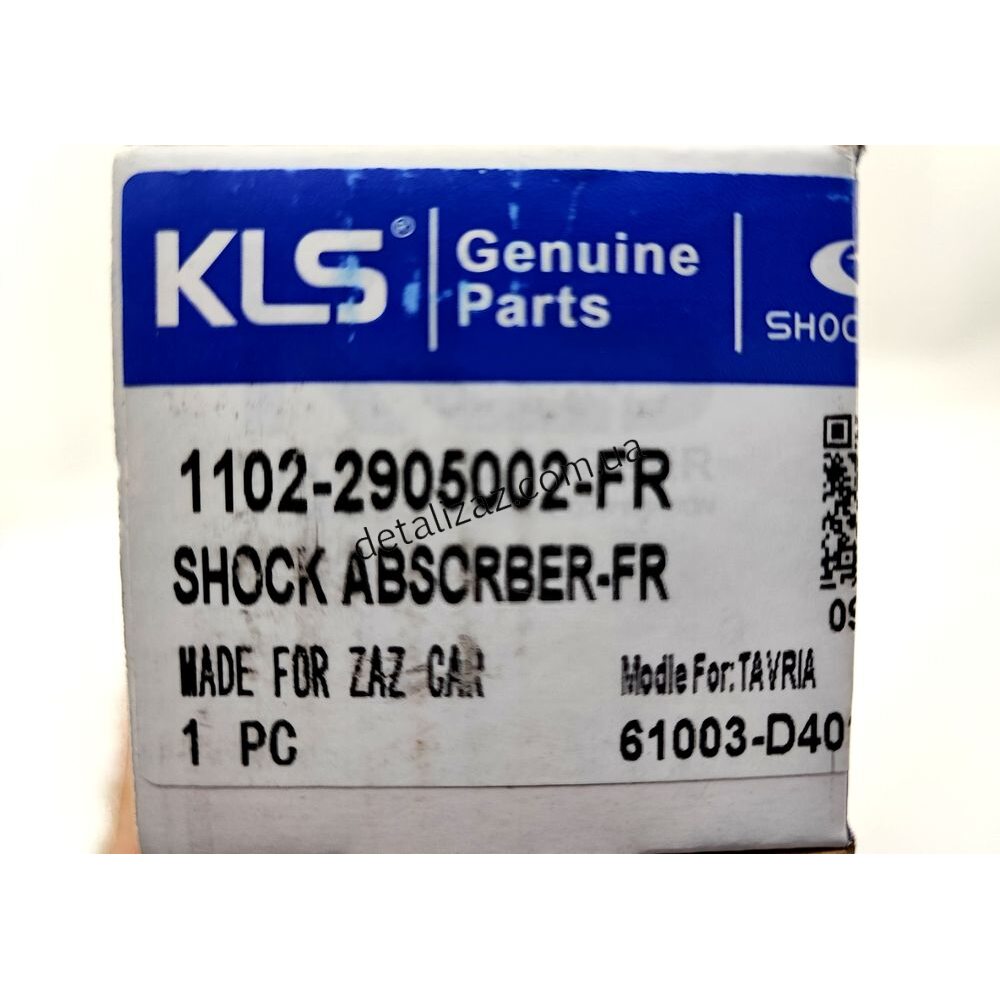 KLS®
Genuine
Parts
SHOC
1102-2905002-FR
SHOCK ABSORBER-FR
MADE FOR ZAZ CAR
Modle For:TAVRIA
1 PC
61003-D40
detalizaz.com.ua